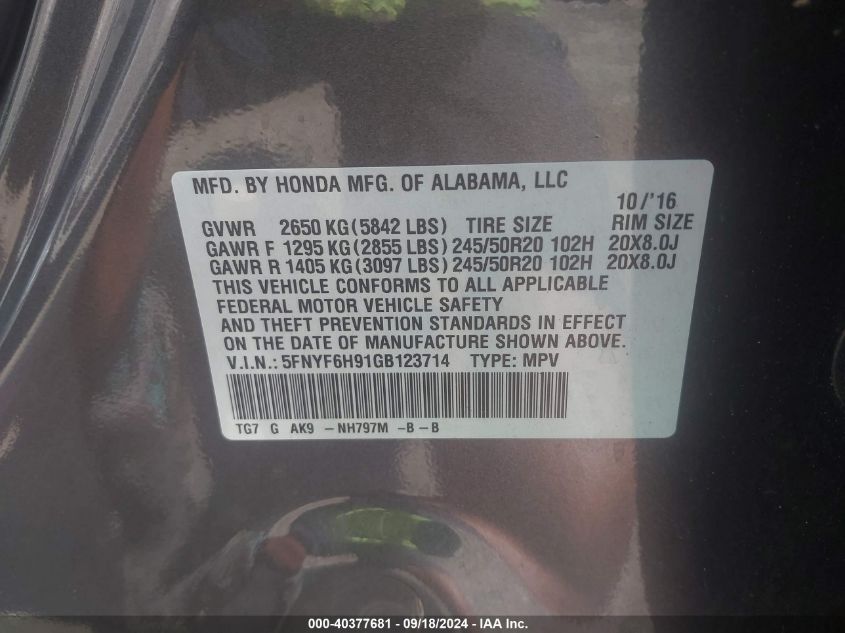 MFD. BY HONDA MFG. OF ALABAMA, LLC
10/'16
GVWR 2650 KG(5842 LBS) TIRE SIZE RIM SIZE
GAWR F 1295 KG(2855 LBS) 245/50R20 102H 20X8.0J
GAWR R 1405 KG(3097 LBS) 245/50R20 102H 20X8.0J
THIS VEHICLE CONFORMS TO ALL APPLICABLE
FEDERAL MOTOR VEHICLE SAFETY
AND THEFT PREVENTION STANDARDS IN EFFECT
ON THE DATE OF MANUFACTURE SHOWN ABOVE.
V.I.N.: 5FNYF6H91GB123714 TYPE: MPV
TG7 G AK9 -NH797M -B-B
000-40377681 - 09/18/2024 - IAA Inc.